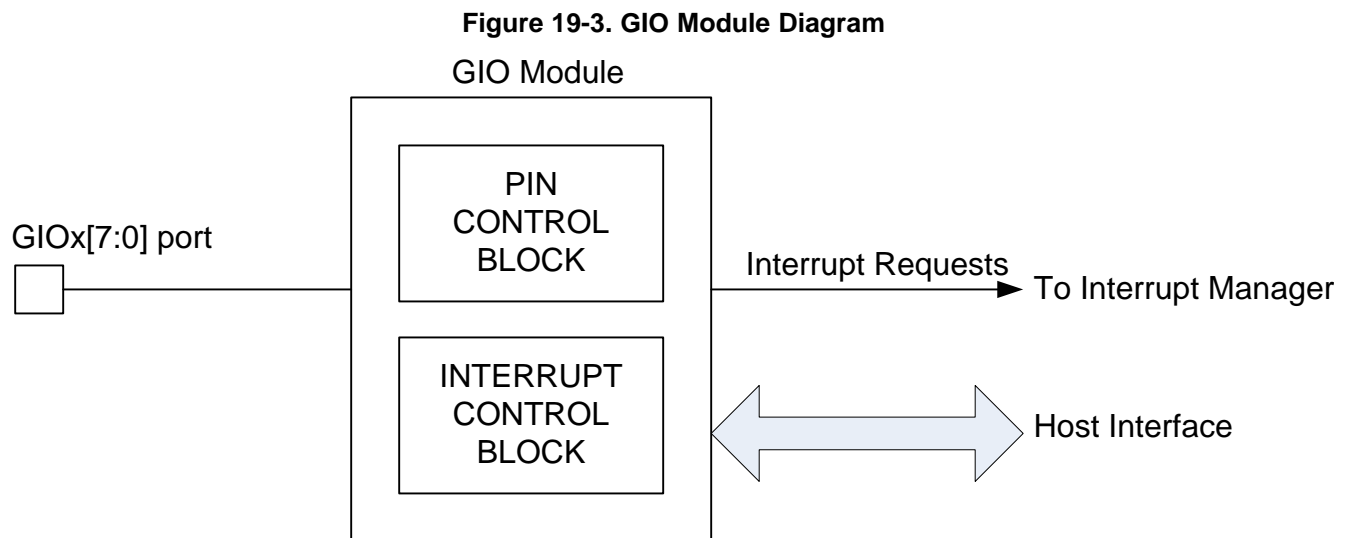 Figure 19-3. GIO Module Diagram
GIO Module
PIN
CONTROL
BLOCK
GIOx[7:0] port
Interrupt Requests
To Interrupt Manager
INTERRUPT
CONTROL
BLOCK
Host Interface